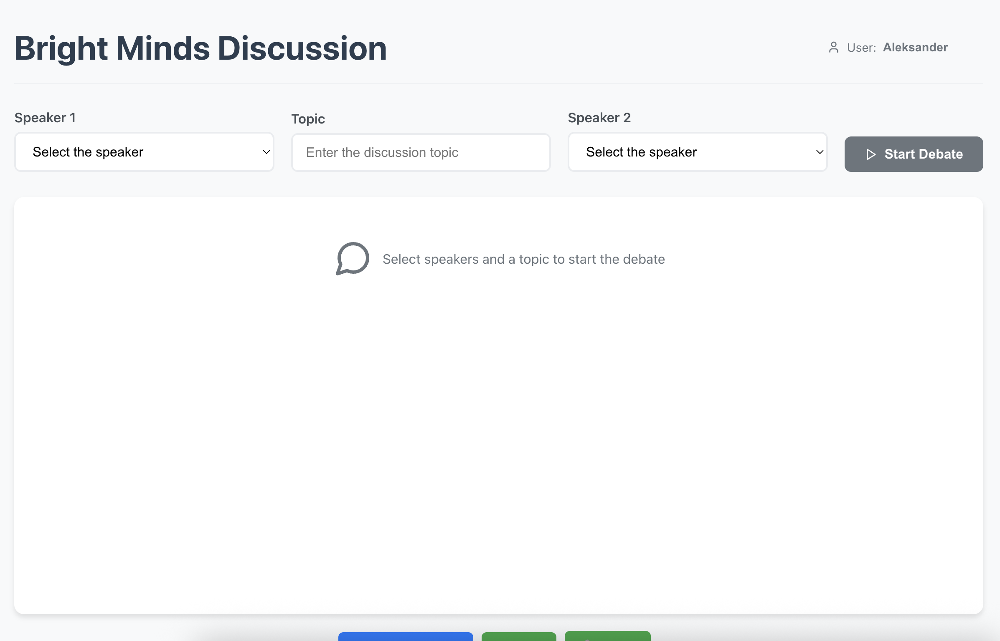 Bright Minds Discussion
User: Aleksander
Speaker 1
Topic
Speaker 2
Select the speaker
Enter the discussion topic
Select the speaker
Start Debate
Select speakers and a topic to start the debate